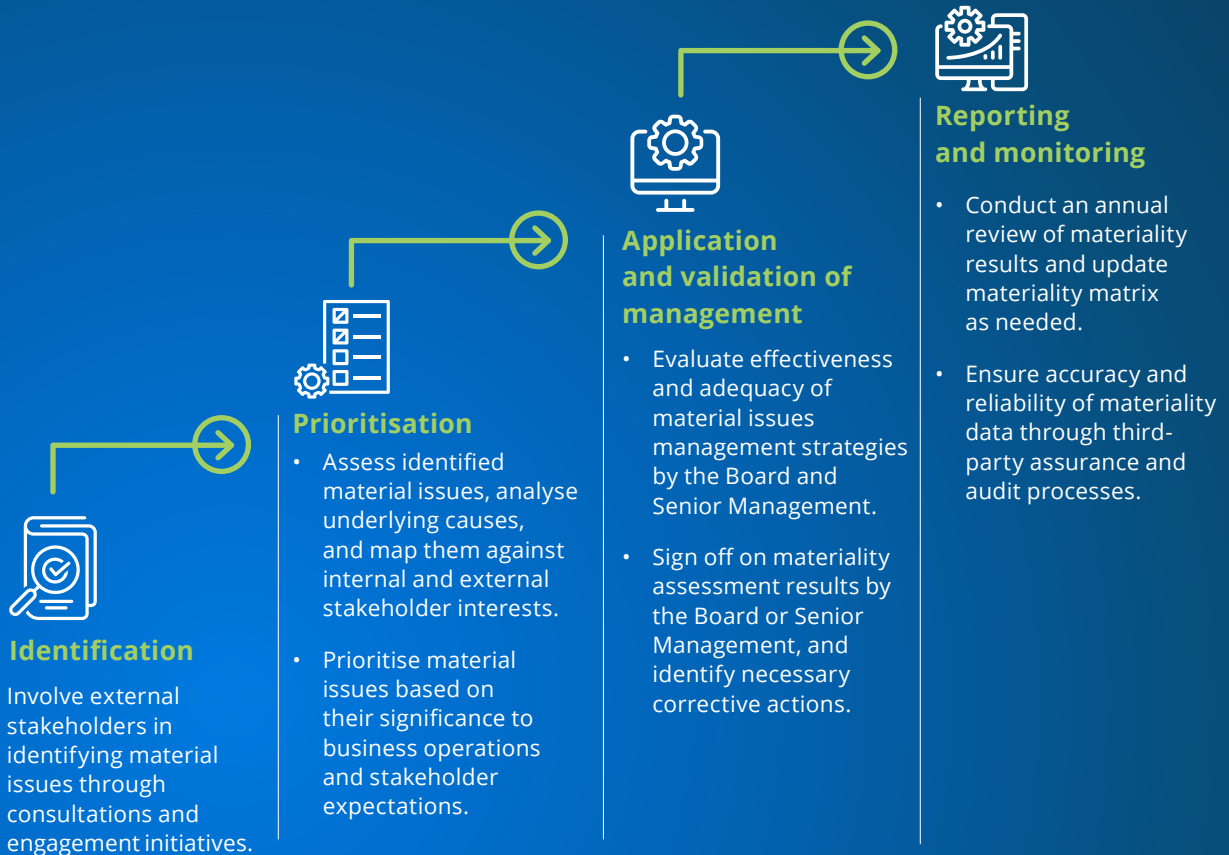 Identification
Involve external
stakeholders in
identifying material
issues through
consultations and
engagement initiatives.
Prioritisation
• Assess identified
material issues, analyse
underlying causes,
and map them against
internal and external
stakeholder interests.
• Prioritise material
issues based on
their significance to
business operations
and stakeholder
expectations.
Application
and validation of
management
• Evaluate effectiveness
and adequacy of
material issues
management strategies
by the Board and
Senior Management.
• Sign off on materiality
assessment results by
the Board or Senior
Management, and
identify necessary
corrective actions.
Reporting
and monitoring
• Conduct an annual
review of materiality
results and update
materiality matrix
as needed.
• Ensure accuracy and
reliability of materiality
data through third-
party assurance and
audit processes.